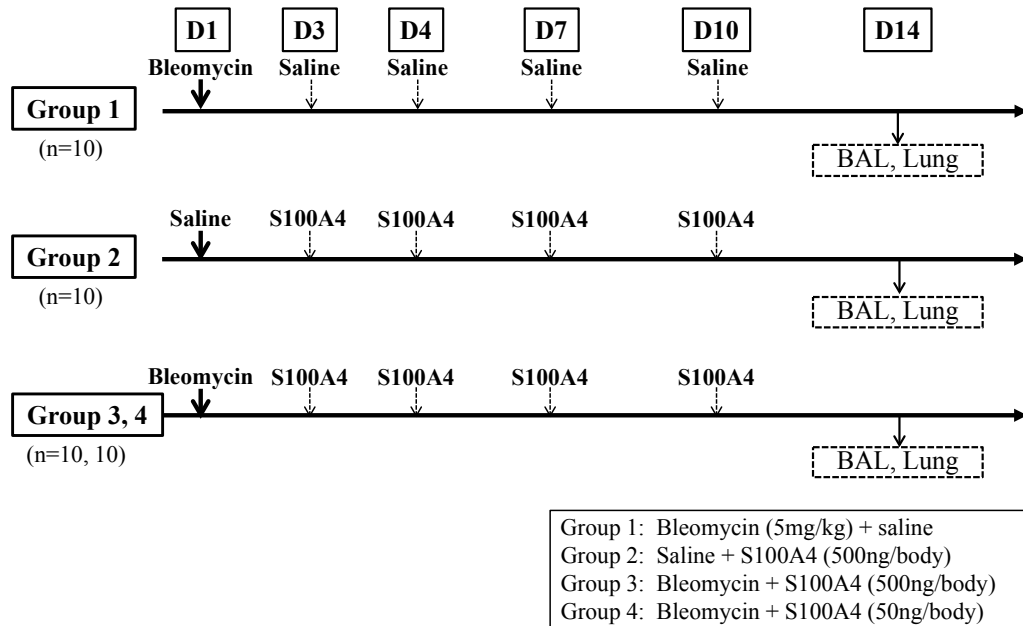 D1 D3 D4 D7 D10 D14
Bleomycin Saline Saline Saline Saline
Group 1
(n=10)
BAL, Lung
Saline S100A4 S100A4 S100A4 S100A4
Group 2
(n=10)
BAL, Lung
Bleomycin S100A4 S100A4 S100A4 S100A4
Group 3, 4
(n=10, 10)
BAL, Lung
Group 1: Bleomycin (5mg/kg) + saline
Group 2: Saline + S100A4 (500ng/body)
Group 3: Bleomycin + S100A4 (500ng/body)
Group 4: Bleomycin + S100A4 (50ng/body)